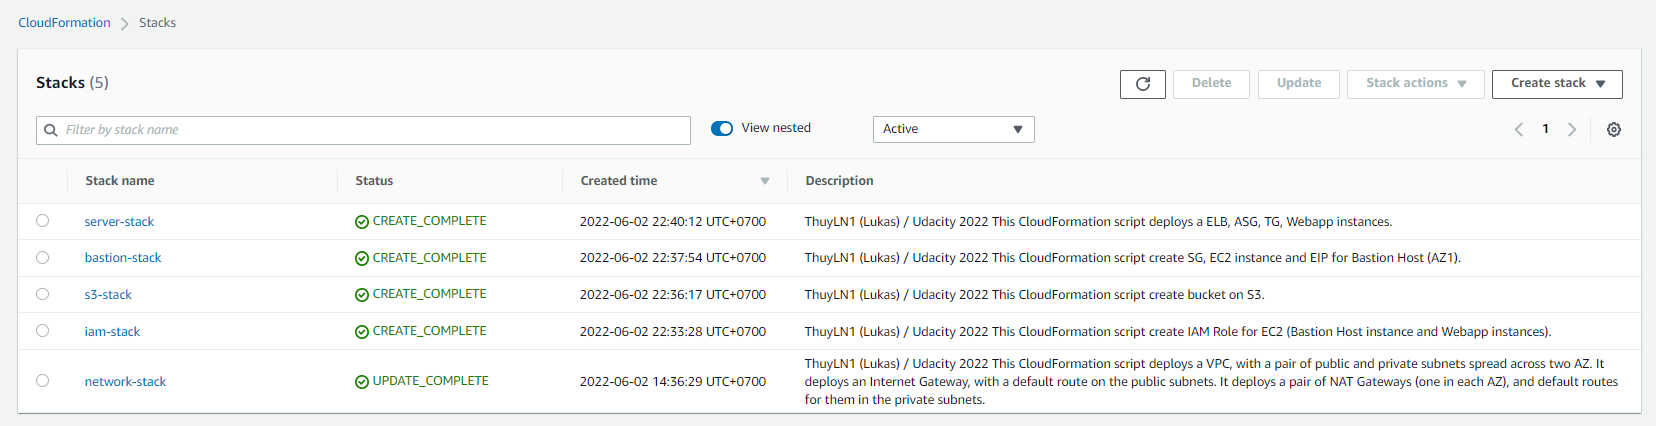 CloudFormation > Stacks
Stacks (5)
Delete
Update
Stack actions
Create stack
Filter by stack name
View nested
Active
1
Stack name Status Created time Description
server-stack CREATE_COMPLETE 2022-06-02 22:40:12 UTC+0700 ThuyLN1 (Lukas) / Udacity 2022 This CloudFormation script deploys a ELB, ASG, TG, Webapp instances.
bastion-stack CREATE_COMPLETE 2022-06-02 22:37:54 UTC+0700 ThuyLN1 (Lukas) / Udacity 2022 This CloudFormation script create SG, EC2 instance and EIP for Bastion Host (AZ1).
s3-stack CREATE_COMPLETE 2022-06-02 22:36:17 UTC+0700 ThuyLN1 (Lukas) / Udacity 2022 This CloudFormation script create bucket on S3.
iam-stack CREATE_COMPLETE 2022-06-02 22:33:28 UTC+0700 ThuyLN1 (Lukas) / Udacity 2022 This CloudFormation script create IAM Role for EC2 (Bastion Host instance and Webapp instances).
network-stack UPDATE_COMPLETE 2022-06-02 14:36:29 UTC+0700 ThuyLN1 (Lukas) / Udacity 2022 This CloudFormation script deploys a VPC, with a pair of public and private subnets spread across two AZ. It
deploys an Internet Gateway, with a default route on the public subnets. It deploys a pair of NAT Gateways (one in each AZ), and default routes
for them in the private subnets.